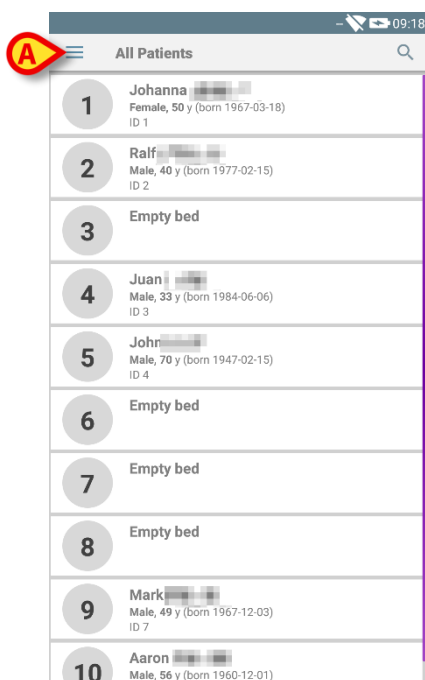 09:18
A
All Patients
1
Johanna
Female, 50 y (born 1967-03-18)
ID 1
2
Ralf
Male, 40 y (born 1977-02-15)
ID 2
3
Empty bed
4
Juan
Male, 33 y (born 1984-06-06)
ID 3
5
John
Male, 70 y (born 1947-02-15)
ID 4
6
Empty bed
7
Empty bed
8
Empty bed
9
Mark
Male, 49 y (born 1967-12-03)
ID 7
10
Aaron
Male, 56 y (born 1960-12-01)